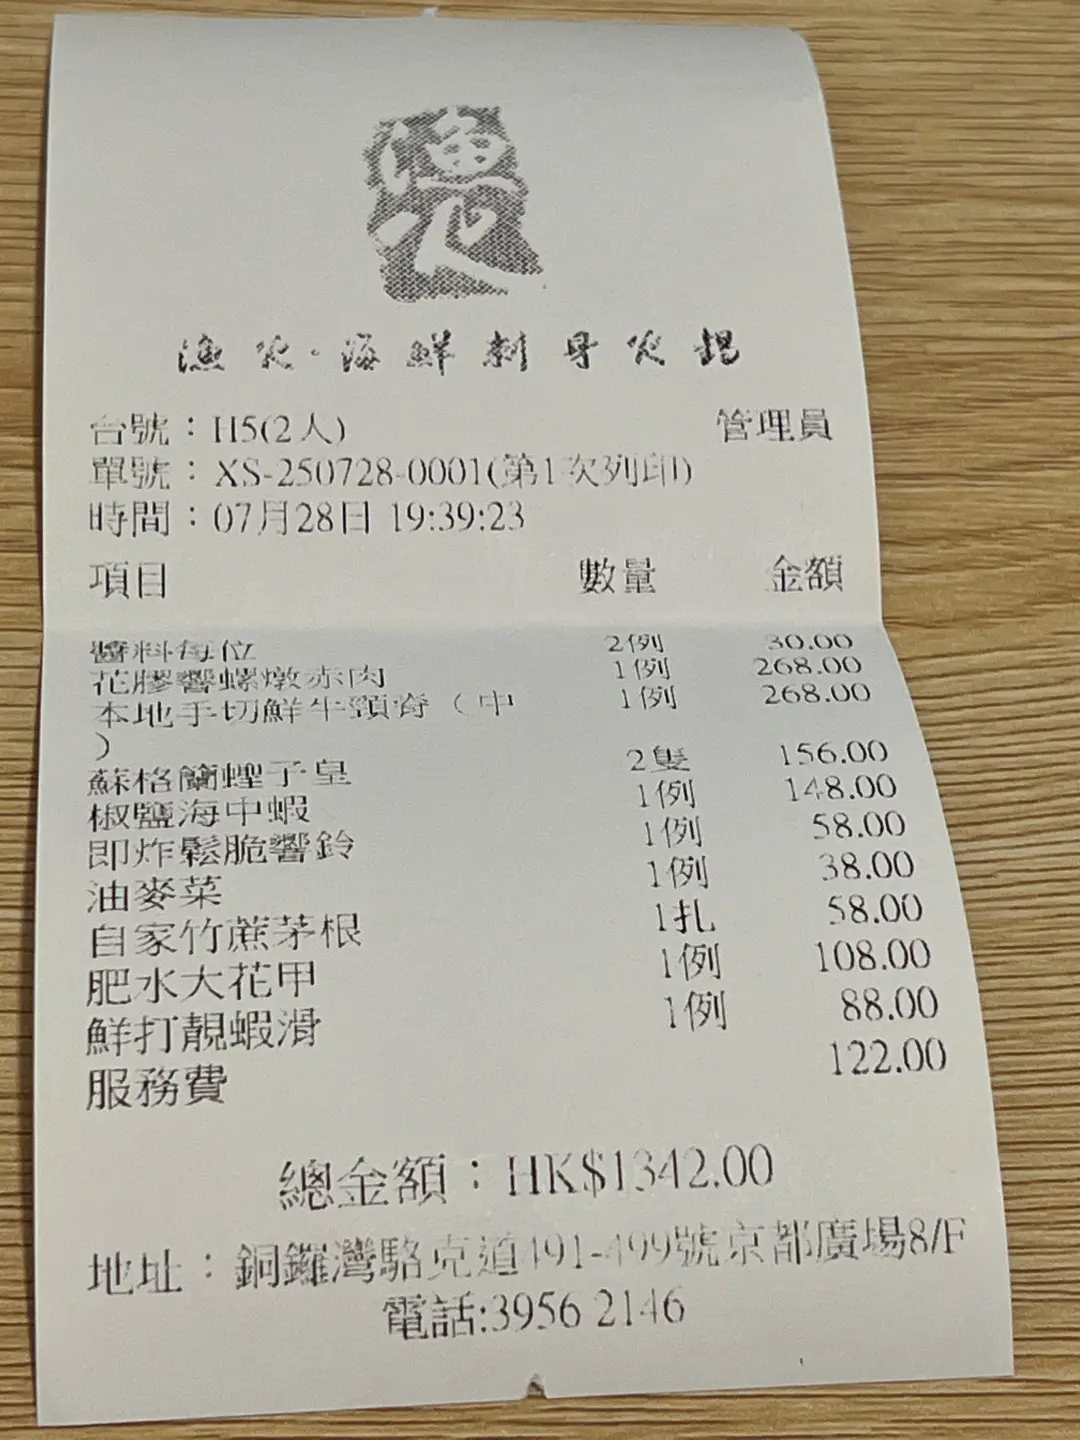 漁火
漁火·海鮮刺身火鍋
台號：H5(2人) 管理員
單號：XS-250728-0001(第1次列印)
時間：07月28日 19:39:23
項目 數量 金額
醬料每位 2例 30.00
花膠響螺燉赤肉 1例 268.00
本地手切鮮牛頸脊（中 1例 268.00
）
蘇格蘭蟶子皇 2隻 156.00
椒鹽海中蝦 1例 148.00
即炸鬆脆響鈴 1例 58.00
油麥菜 1例 38.00
自家竹蔗茅根 1扎 58.00
肥水大花甲 1例 108.00
鮮打靚蝦滑 1例 88.00
服務費 122.00
總金額：HK$1342.00
地址：銅鑼灣駱克道491-499號京都廣場8/F
電話:3956 2146